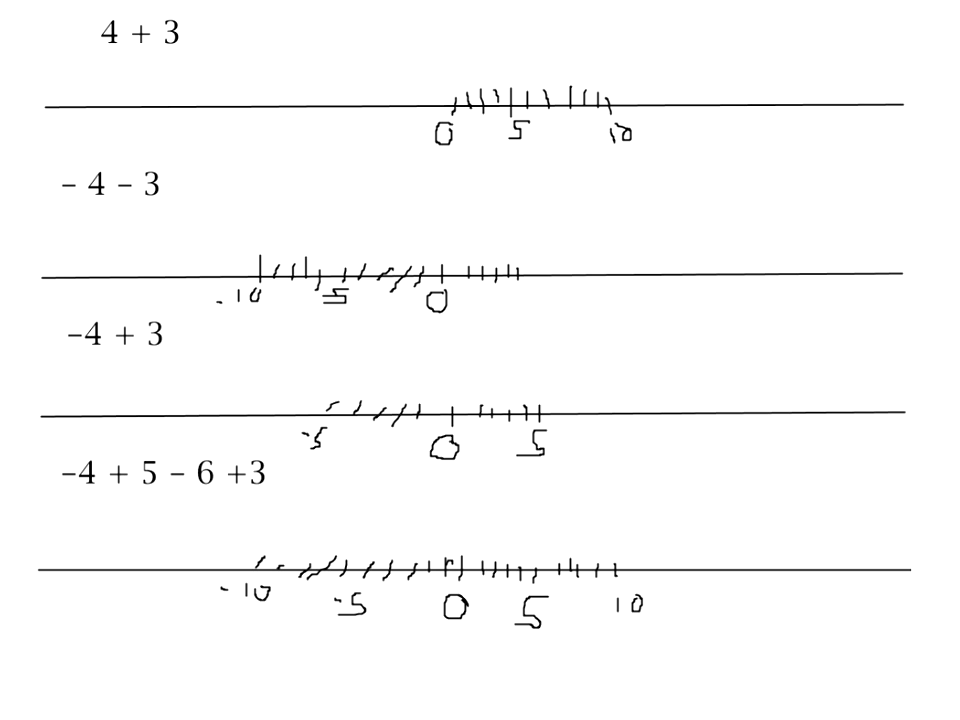 4 + 3
0 5 10
– 4 – 3
-10 5 0
–4 + 3
-5 0 5
–4 + 5 – 6 +3
-10 -5 0 5 10